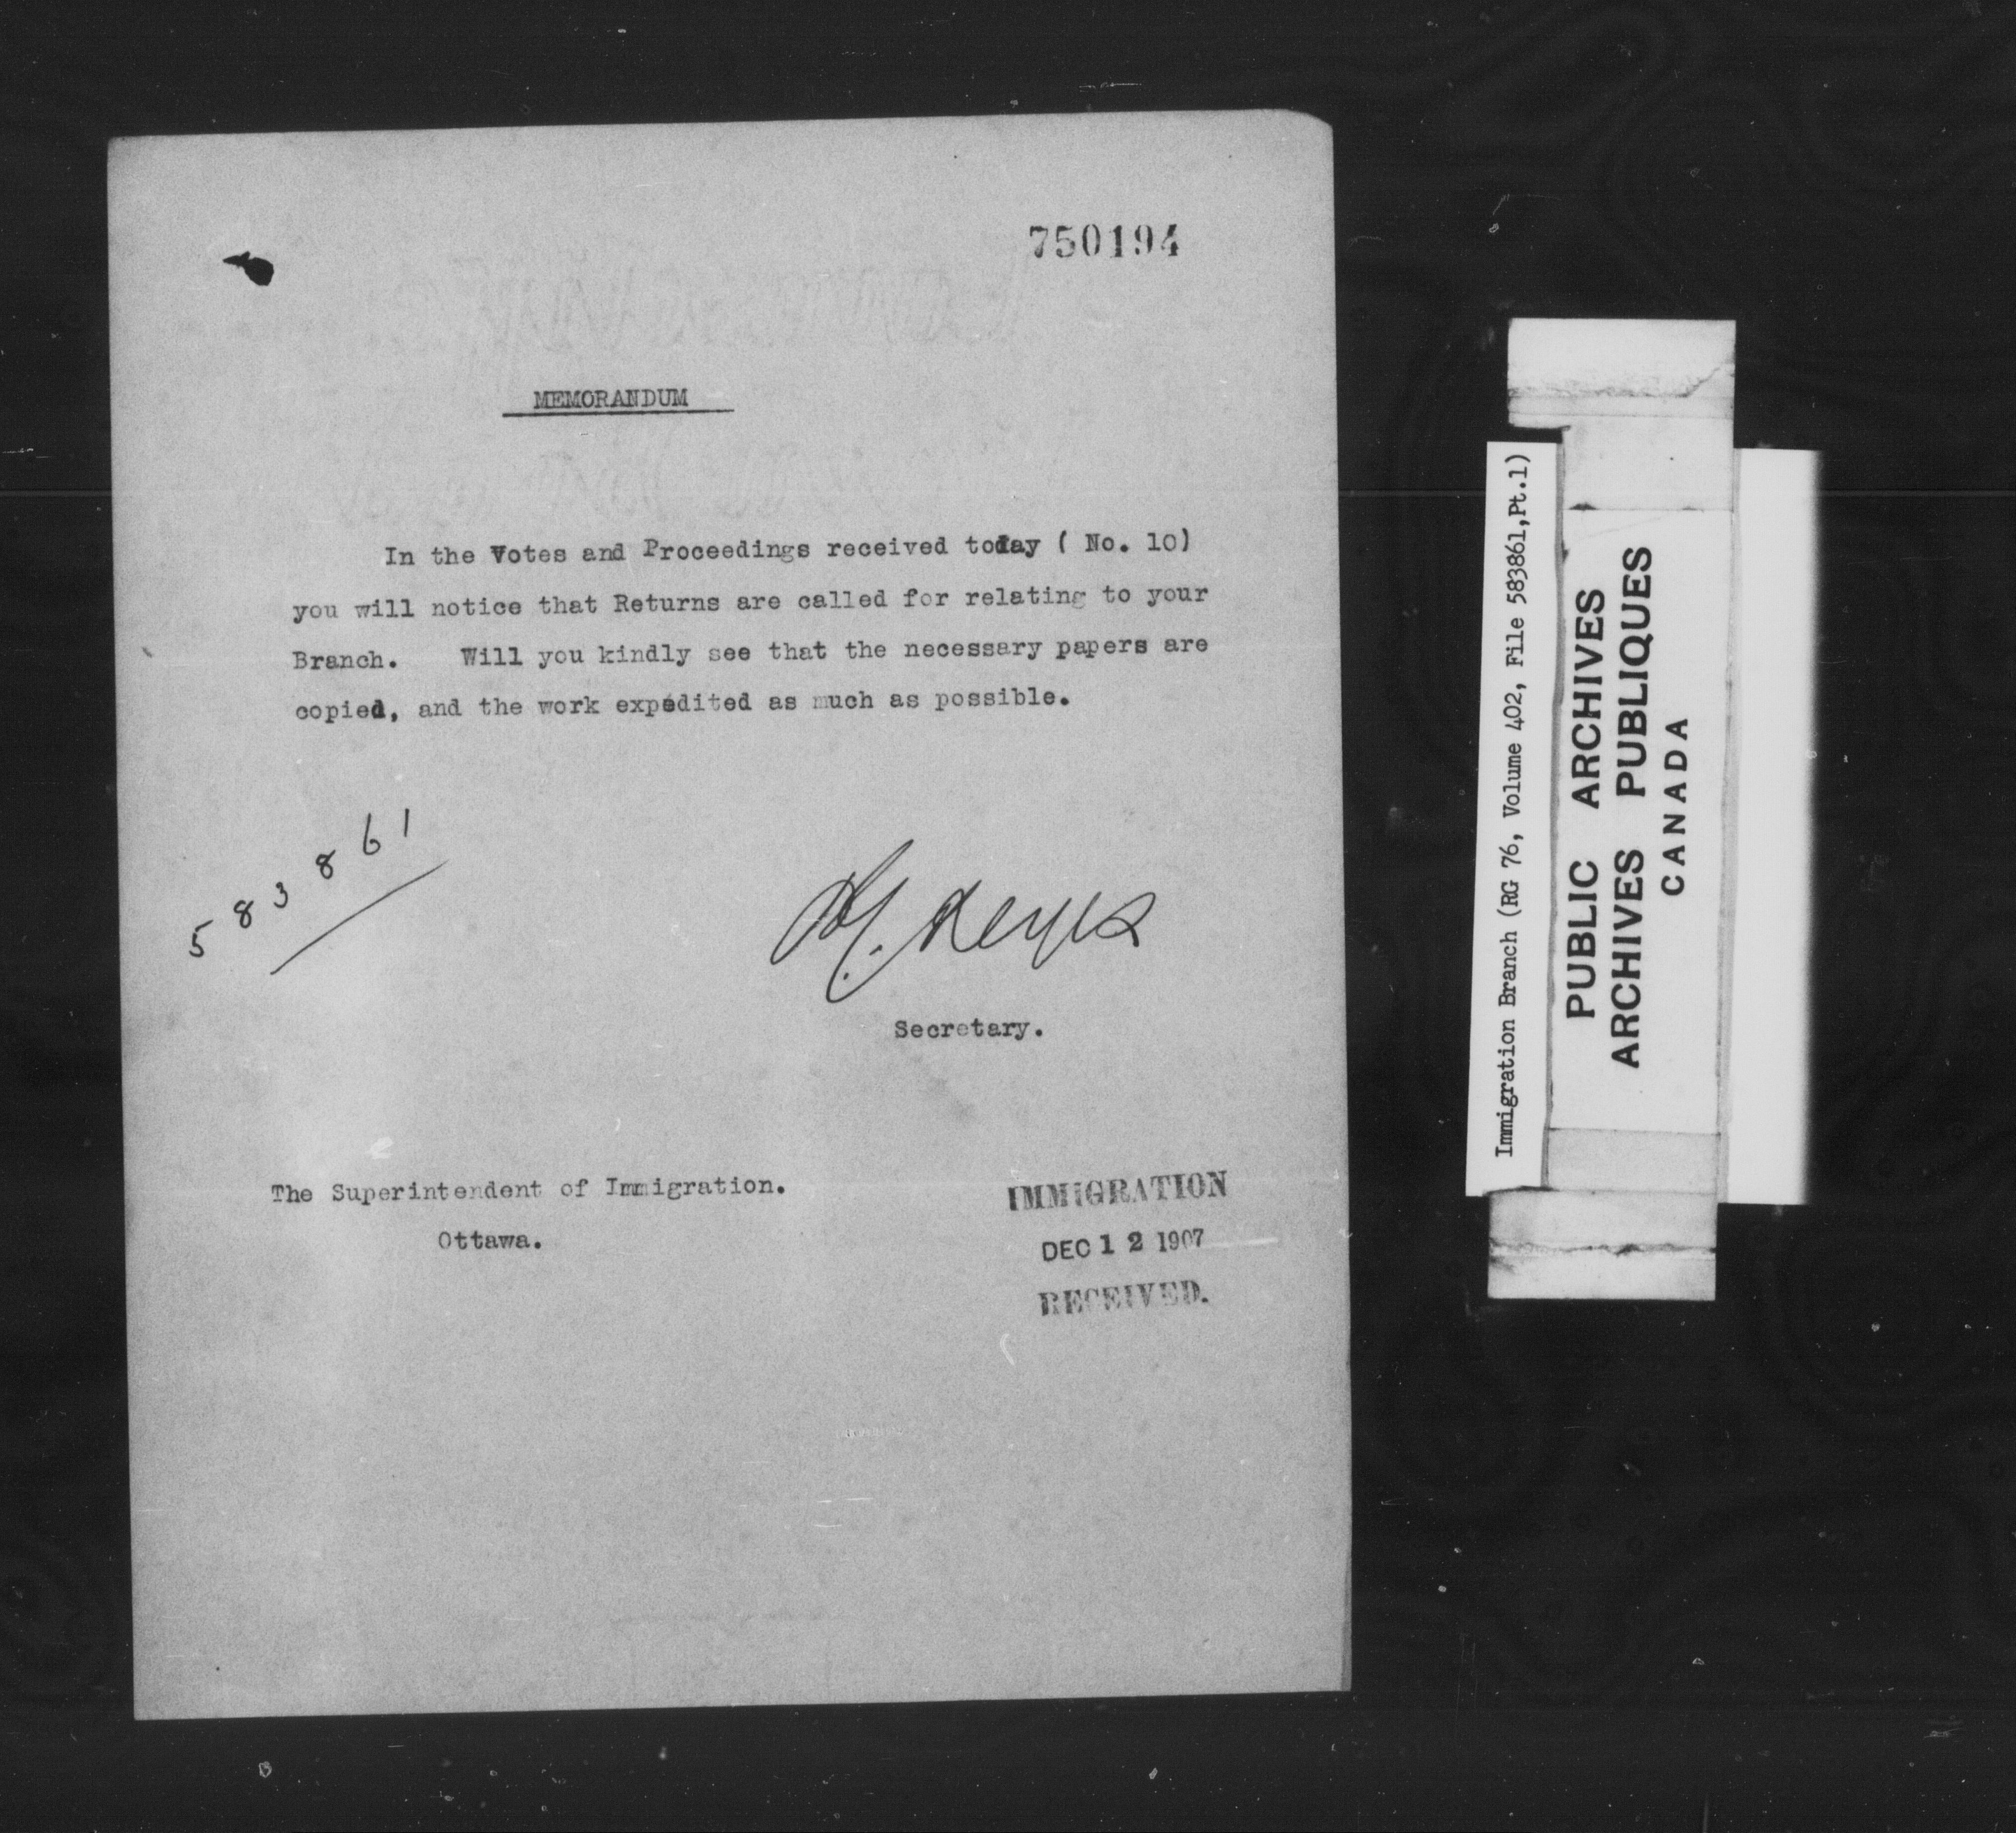 750194
MEMORANDUM
In the Votes and Proceedings received today ( No. 10)
you will notice that Returns are called for relating to your
Branch. Will you kindly see that the necessary papers are
copied, and the work expedited as much as possible.
583861
Secretary.
The Superintendent of Immigration.
Ottawa.
IMMIGRATION
DEC 12 1907
RECEIVED.
Immigration Branch (RG 76, Volume 402, File 583861,Pt.1)
PUBLIC ARCHIVES
ARCHIVES PUBLIQUES
CANADA